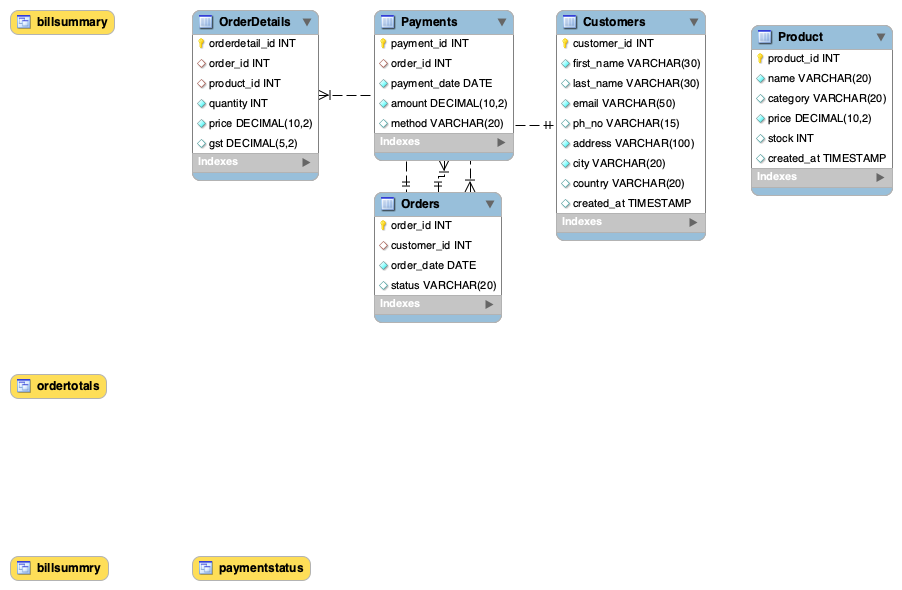 billsummary
OrderDetails
orderdetail_id INT
order_id INT
product_id INT
quantity INT
price DECIMAL(10,2)
gst DECIMAL(5,2)
Indexes
Payments
payment_id INT
order_id INT
payment_date DATE
amount DECIMAL(10,2)
method VARCHAR(20)
Indexes
Customers
customer_id INT
first_name VARCHAR(30)
last_name VARCHAR(30)
email VARCHAR(50)
ph_no VARCHAR(15)
address VARCHAR(100)
city VARCHAR(20)
country VARCHAR(20)
created_at TIMESTAMP
Indexes
Product
product_id INT
name VARCHAR(20)
category VARCHAR(20)
price DECIMAL(10,2)
stock INT
created_at TIMESTAMP
Indexes
Orders
order_id INT
customer_id INT
order_date DATE
status VARCHAR(20)
Indexes
ordertotals
billsummry
paymentstatus